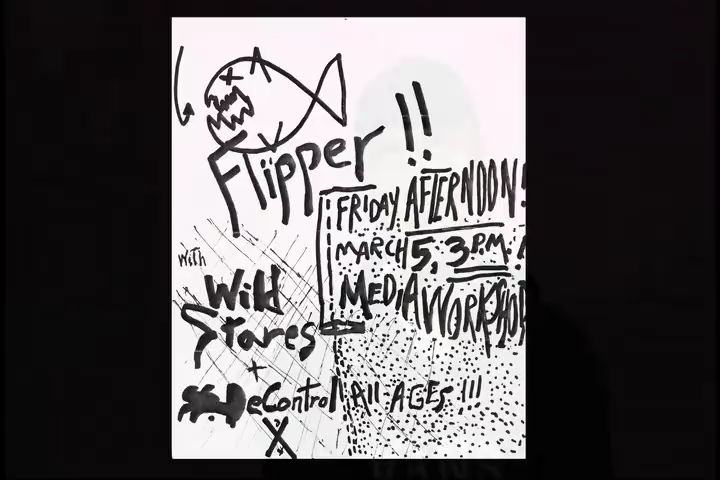 Flipper !!
FRIDAY AFTERNOON!
MARCH 5, 3 P.M.!
MEDIA WORKSHOP
with
Wild
Stares
+
DeControl All AGES !!!
X